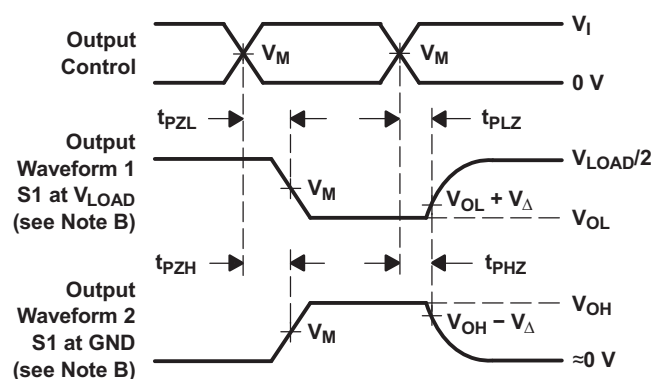 Output
Control
V_I
V_M
V_M
0 V
t_PZL
t_PLZ
Output
Waveform 1
S1 at V_LOAD
(see Note B)
V_LOAD/2
V_M
V_OL + V_Δ
V_OL
t_PZH
t_PHZ
Output
Waveform 2
S1 at GND
(see Note B)
V_OH
V_M
V_OH − V_Δ
≈0 V